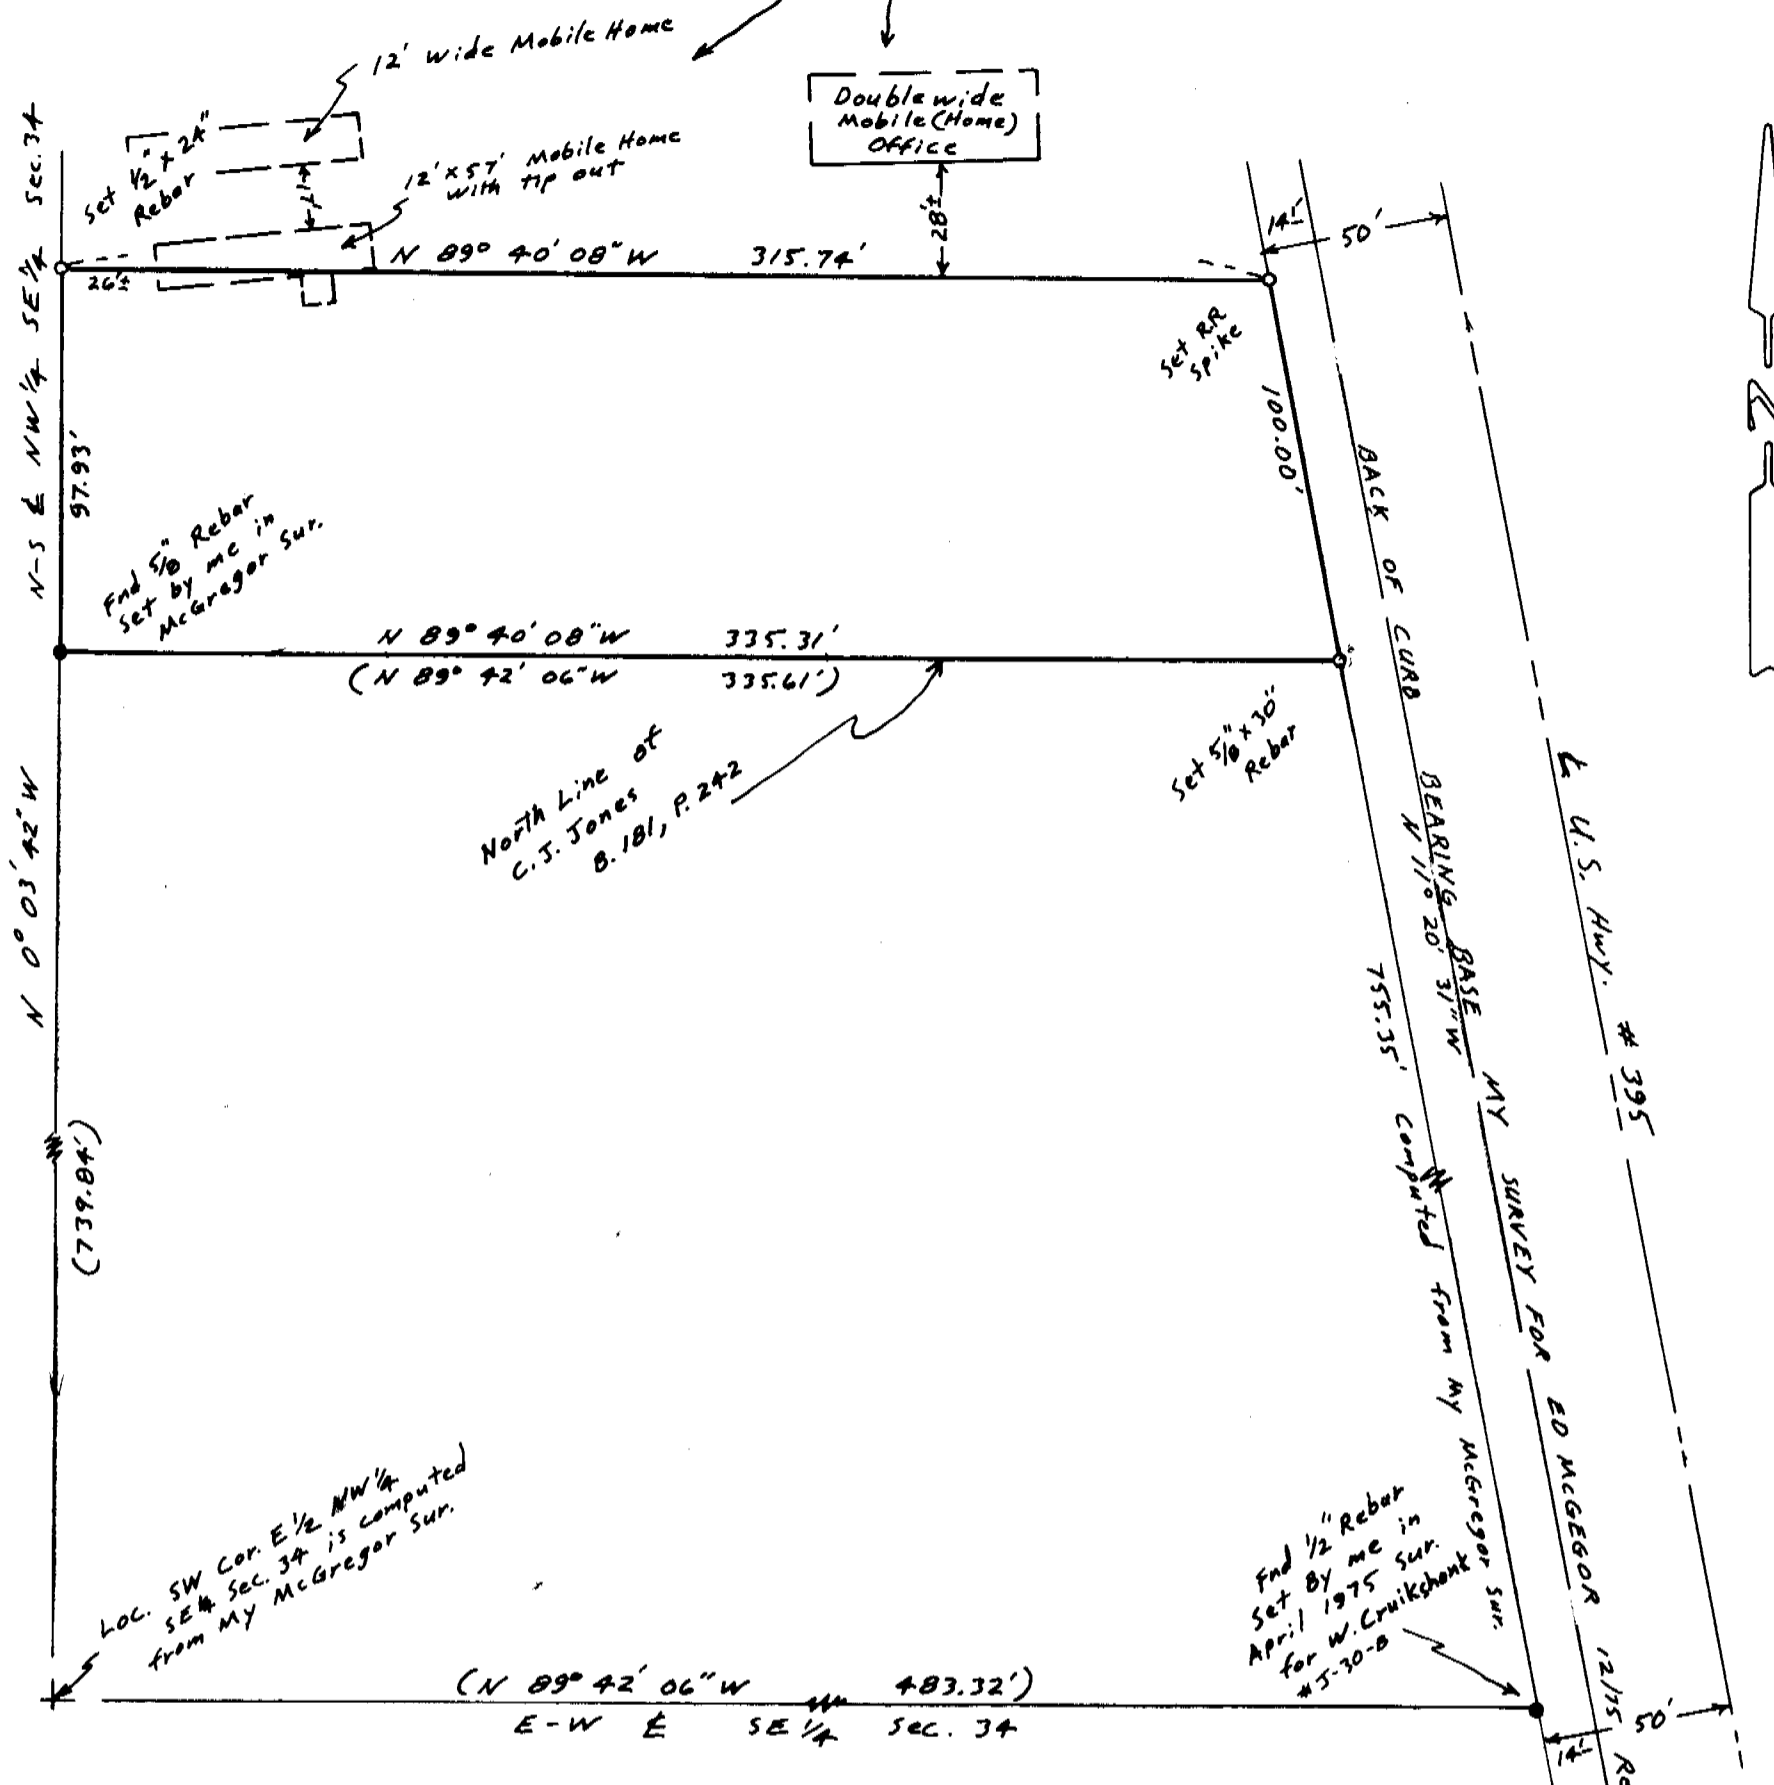 12' Wide Mobile Home
Doublewide
Mobile (Home)
Office
Set 1/2" x 24"
Rebar
12' x 57' Mobile Home
with tip out
28'±
14'±
50'
N 89° 40' 08" W 315.74'
26'±
Set R.R.
Spike
N-S ℄ NW 1/4 SE 1/4 Sec. 34
97.93'
100.00'
Fnd 5/8" Rebar
Set by me in
McGregor Sur.
N 89° 40' 08" W 335.31'
(N 89° 42' 06" W 335.61')
Set 5/8" x 30"
Rebar
North Line of
C. J. Jones
B. 181, P. 242
BACK OF CURB
BEARING BASE MY SURVEY FOR ED McGEGOR 12/75
N 11° 20' 31" W
℄ U.S. Hwy. # 395
N 0° 03' 42" W
(739.84')
755.35' Computed from My McGregor Sur.
Loc. SW Cor. E 1/2 NW 1/4
SE 1/4 Sec. 34 is computed
from My McGregor Sur.
Fnd 1/2" Rebar
Set By me in
April 1975 Sur.
for W. Cruikshank
#J-30-B
(N 89° 42' 06" W 483.32')
E-W ℄ SE 1/4 Sec. 34
14'±
50'